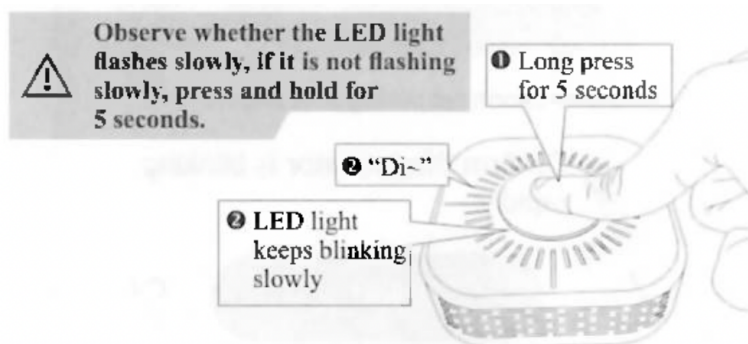 Observe whether the LED light
flashes slowly, if it is not flashing
slowly, press and hold for
5 seconds.
❶ Long press
for 5 seconds
❷ “Di~”
❷ LED light
keeps blinking
slowly